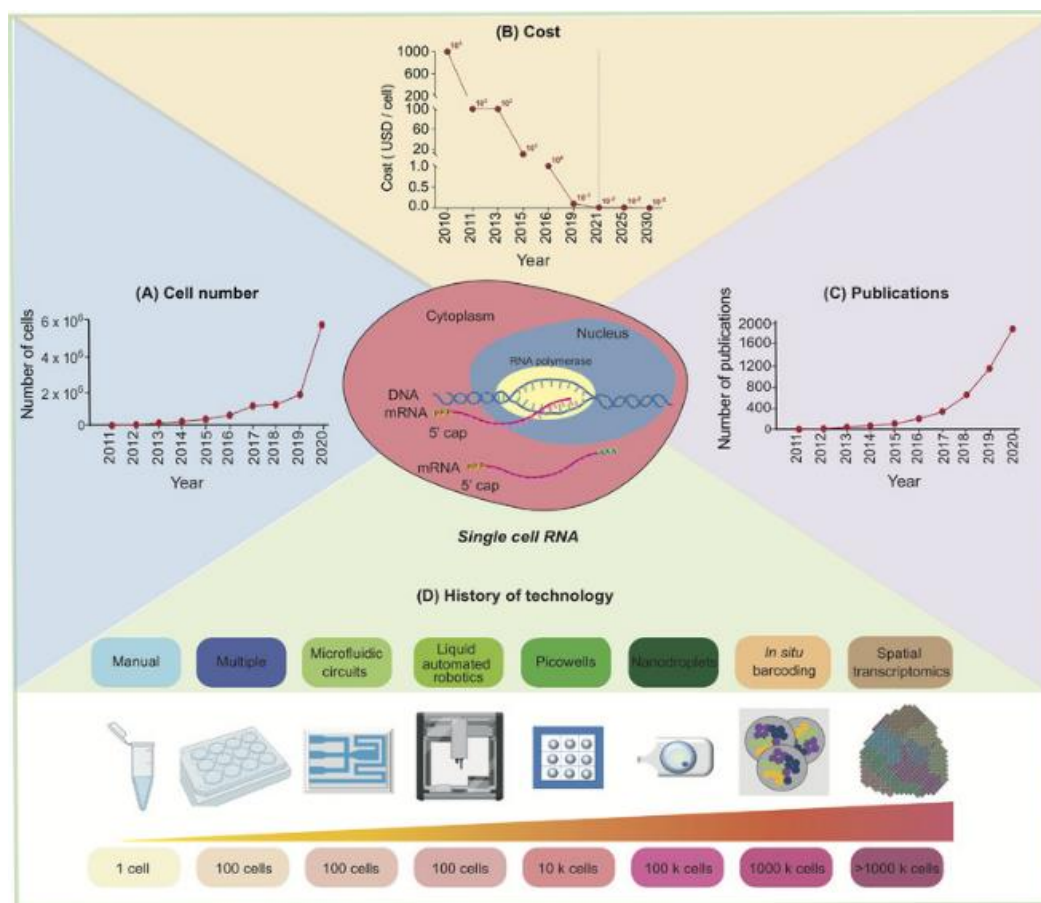 (B) Cost
1000
600
200
100
60
20
1.0
0.5
0.0
Cost ( USD / cell)
10²
10²
10¹
10⁰
10⁻¹
2010
2011
2013
2015
2016
2019
2021
2025
2030
Year
(A) Cell number
6 x 10⁶
4 x 10⁶
2 x 10⁶
0
Number of cells
2011
2012
2013
2014
2015
2016
2017
2018
2019
2020
Year
Cytoplasm
Nucleus
RNA polymerase
DNA
mRNA
5' cap
mRNA
5' cap
Single cell RNA
(C) Publications
2000
1600
1200
800
400
0
Number of publications
2011
2012
2013
2014
2015
2016
2017
2018
2019
2020
Year
(D) History of technology
Manual
Multiple
Microfluidic
circuits
Liquid
automated
robotics
Picowells
Nanodroplets
In situ
barcoding
Spatial
transcriptomics
1 cell
100 cells
100 cells
100 cells
10 k cells
100 k cells
1000 k cells
>1000 k cells